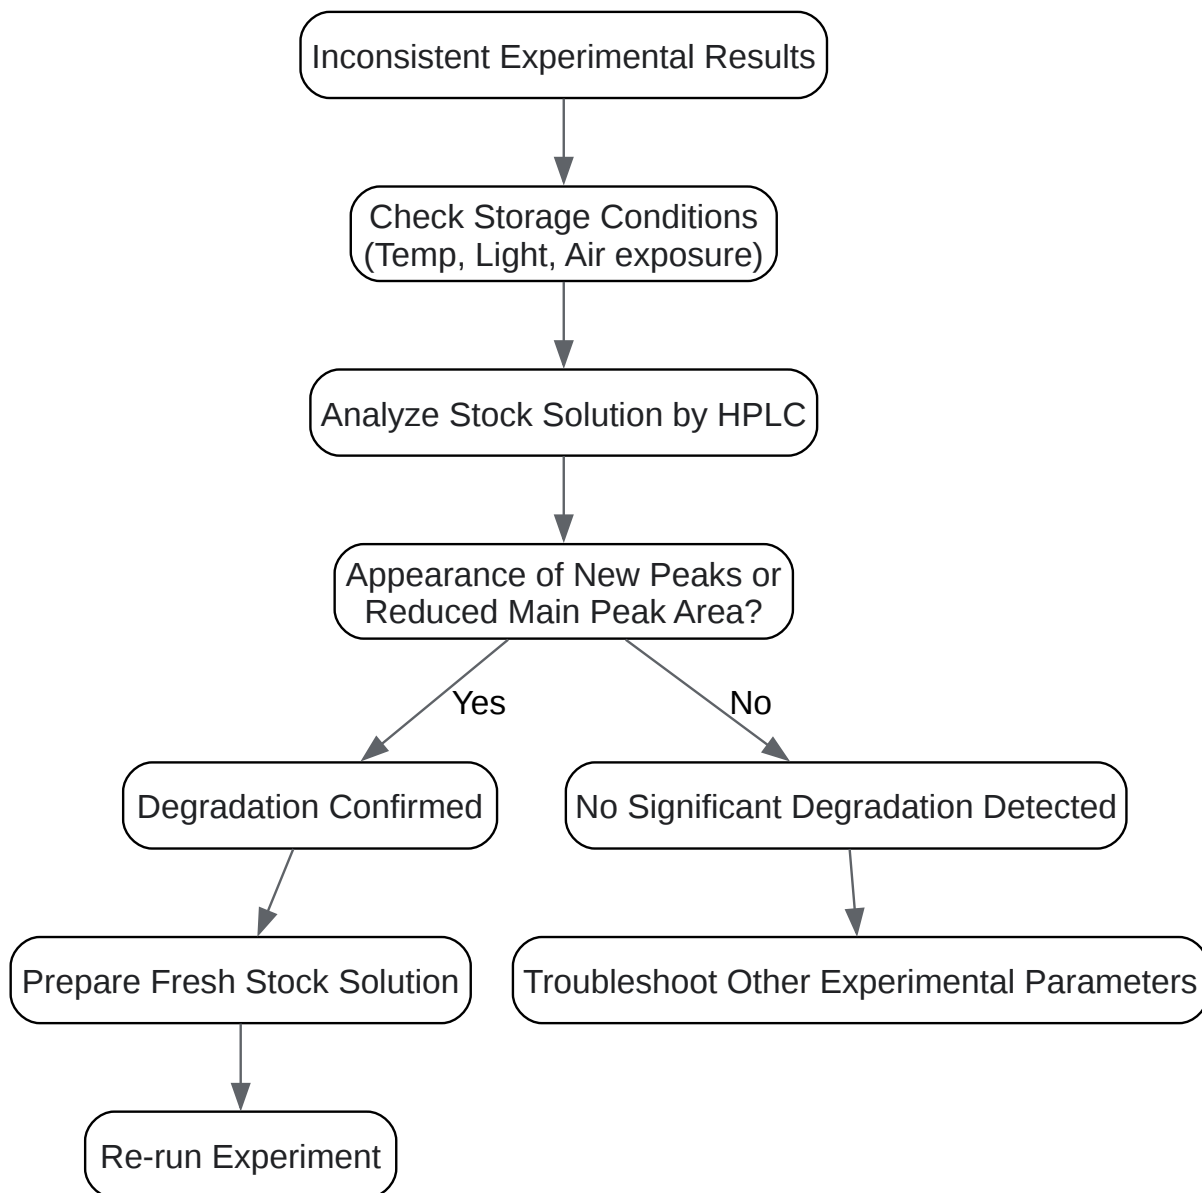 Inconsistent Experimental Results
Check Storage Conditions
(Temp, Light, Air exposure)
Analyze Stock Solution by HPLC
Appearance of New Peaks or
Reduced Main Peak Area?
Yes
No
Degradation Confirmed
No Significant Degradation Detected
Prepare Fresh Stock Solution
Troubleshoot Other Experimental Parameters
Re-run Experiment